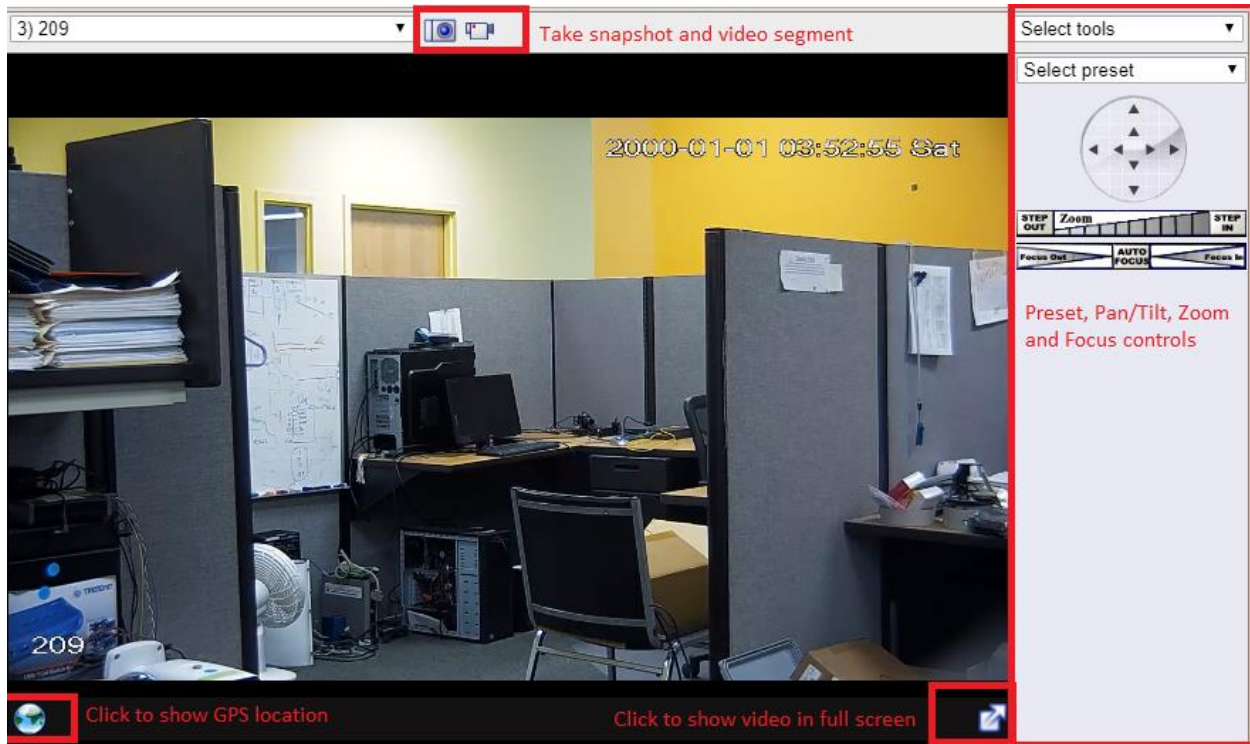 3) 209
Take snapshot and video segment
Select tools
Select preset
2000-01-01 03:52:55 Sat
STEP OUT Zoom STEP IN
Focus Out AUTO FOCUS Focus In
Preset, Pan/Tilt, Zoom
and Focus controls
TRENDnet
209
Click to show GPS location
Click to show video in full screen